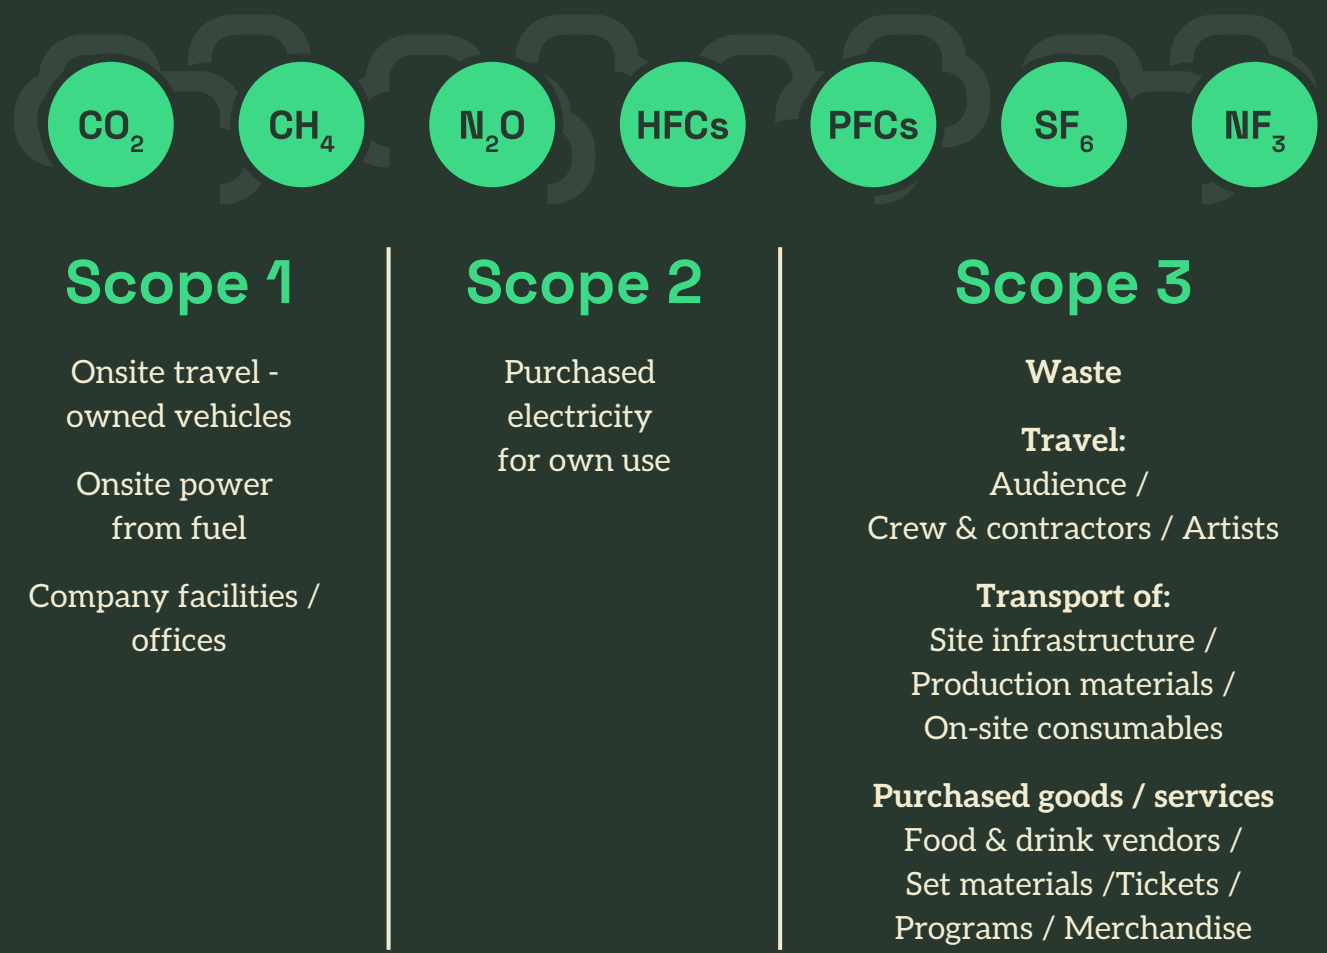 CO₂ CH₄ N₂O HFCs PFCs SF₆ NF₃
Scope 1
Onsite travel -
owned vehicles
Onsite power
from fuel
Company facilities /
offices
Scope 2
Purchased
electricity
for own use
Scope 3
Waste
Travel:
Audience /
Crew & contractors / Artists
Transport of:
Site infrastructure /
Production materials /
On-site consumables
Purchased goods / services
Food & drink vendors /
Set materials /Tickets /
Programs / Merchandise